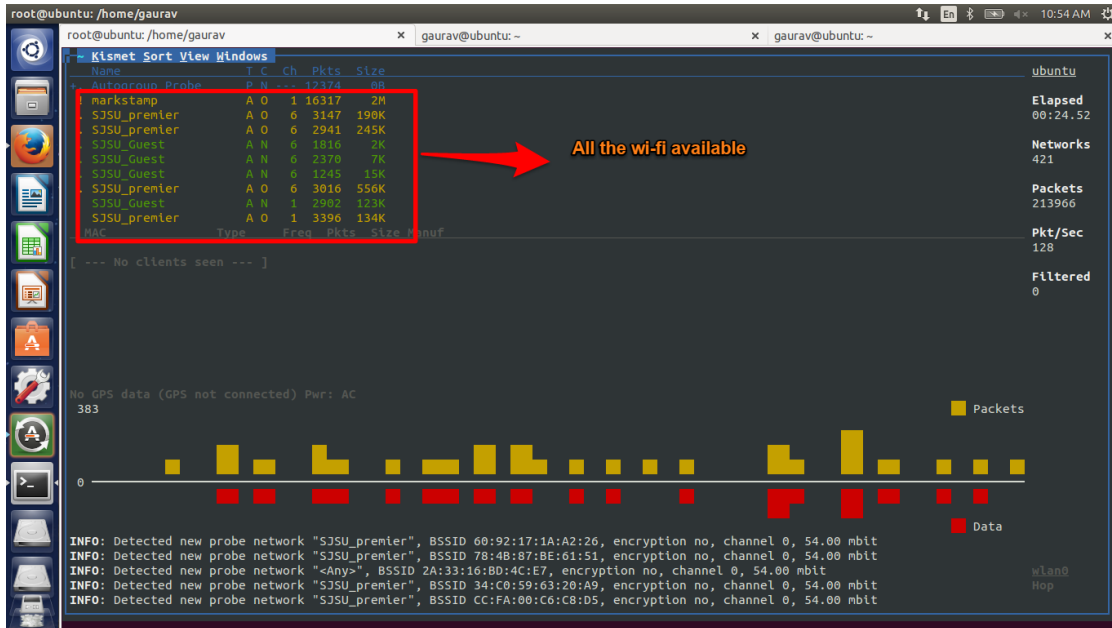 root@ubuntu: /home/gaurav
En 10:54 AM
root@ubuntu: /home/gaurav × gaurav@ubuntu: ~ × gaurav@ubuntu: ~ ×
~ Kismet Sort View Windows
Name T C Ch Pkts Size
+. Autogroup Probe P N --- 12374 0B
! markstamp A O 1 16317 2M
. SJSU_premier A O 6 3147 190K
. SJSU_premier A O 6 2941 245K
. SJSU_Guest A N 6 1816 2K
. SJSU_Guest A N 6 2370 7K
. SJSU_Guest A N 6 1245 15K
. SJSU_premier A O 6 3016 556K
SJSU_Guest A N 1 2902 123K
SJSU_premier A O 1 3396 134K
MAC Type Freq Pkts Size Manuf
[ --- No clients seen --- ]
All the wi-fi available
ubuntu
Elapsed
00:24.52
Networks
421
Packets
213966
Pkt/Sec
128
Filtered
0
No GPS data (GPS not connected) Pwr: AC
383
Packets
0
Data
INFO: Detected new probe network "SJSU_premier", BSSID 60:92:17:1A:A2:26, encryption no, channel 0, 54.00 mbit
INFO: Detected new probe network "SJSU_premier", BSSID 78:4B:87:BE:61:51, encryption no, channel 0, 54.00 mbit
INFO: Detected new probe network "<Any>", BSSID 2A:33:16:BD:4C:E7, encryption no, channel 0, 54.00 mbit
INFO: Detected new probe network "SJSU_premier", BSSID 34:C0:59:63:20:A9, encryption no, channel 0, 54.00 mbit
INFO: Detected new probe network "SJSU_premier", BSSID CC:FA:00:C6:C8:D5, encryption no, channel 0, 54.00 mbit
wlan0
Hop